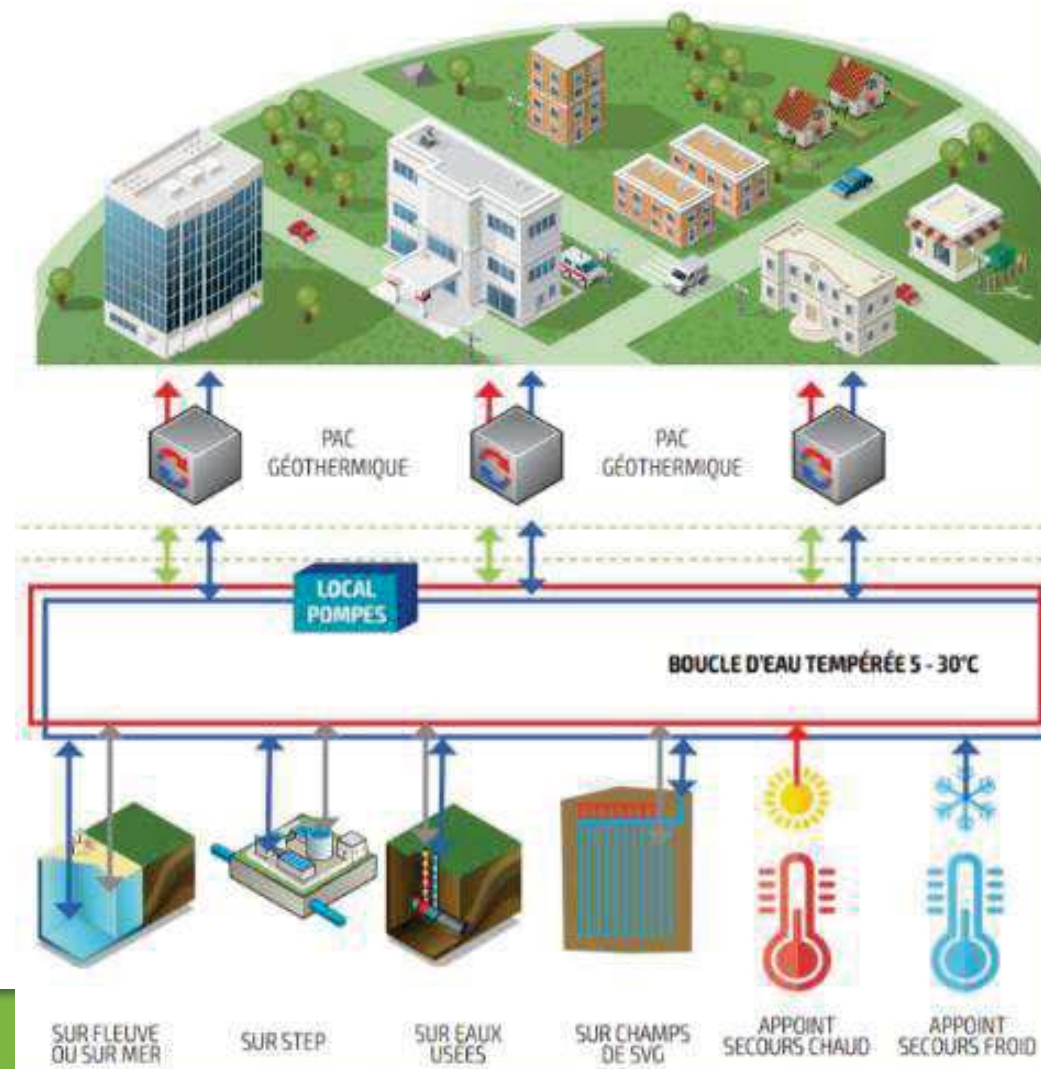 PAC
GÉOTHERMIQUE
PAC
GÉOTHERMIQUE
LOCAL
POMPES
BOUCLE D'EAU TEMPÉRÉE 5 - 30°C
SUR FLEUVE
OU SUR MER
SUR STEP
SUR EAUX
USÉES
SUR CHAMPS
DE SVG
APPOINT
SECOURS CHAUD
APPOINT
SECOURS FROID